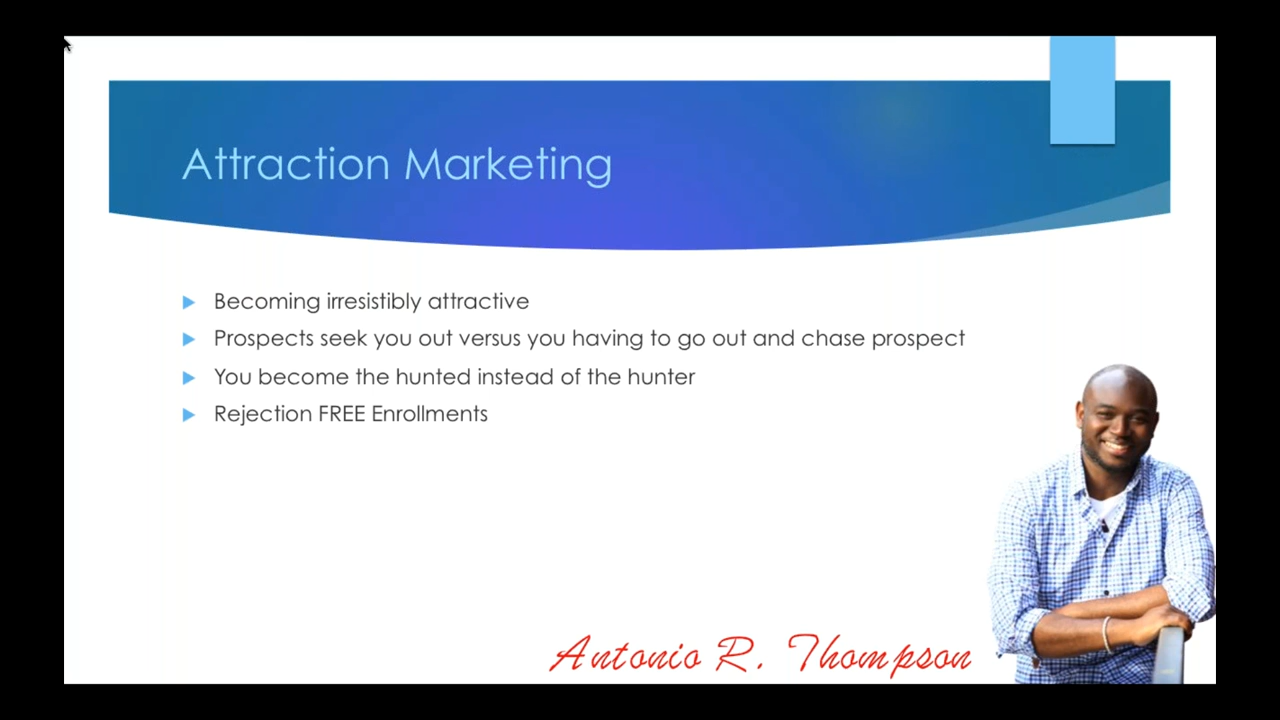 Attraction Marketing
Becoming irresistibly attractive
Prospects seek you out versus you having to go out and chase prospect
You become the hunted instead of the hunter
Rejection FREE Enrollments
Antonio R. Thompson